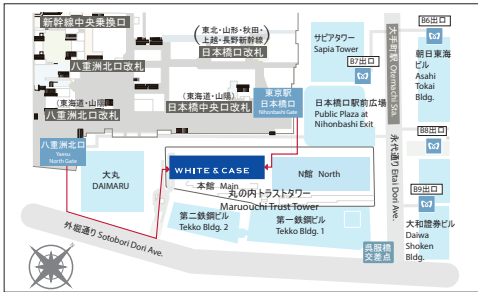 新幹線中央乗換口
八重洲北口改札
(東海道・山陽)
八重洲北口改札
(東北・山形・秋田・
上越・長野新幹線)
日本橋口改札
(東海道・山陽)
日本橋中央口改札
東京駅
日本橋口
Nihonbashi Gate
サピアタワー
Sapia Tower
B7出口
大手町駅 Otemachi Sta.
B6出口
朝日東海
ビル
Asahi
Tokai
Bldg.
日本橋口駅前広場
Public Plaza at
Nihonbashi Exit
永代通り Eitai Dori Ave.
B8出口
八重洲北口
Yaesu
North Gate
大丸
DAIMARU
WHITE & CASE
本館 Main
N館 North
丸の内トラストタワー
Maruouchi Trust Tower
B9出口
第二鉄鋼ビル
Tekko Bldg. 2
第一鉄鋼ビル
Tekko Bldg. 1
外堀通り Sotobori Dori Ave.
呉服橋
交差点
大和證券ビル
Daiwa
Shoken
Bldg.